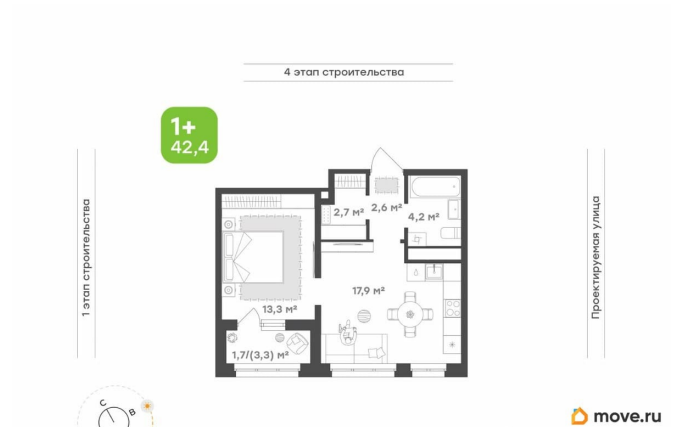 4 этап строительства
1+
42,4
1 этап строительства
Проектируемая улица
2,7 м²
2,6 м²
4,2 м²
17,9 м²
13,3 м²
1,7/(3,3) м²
С
В
move.ru